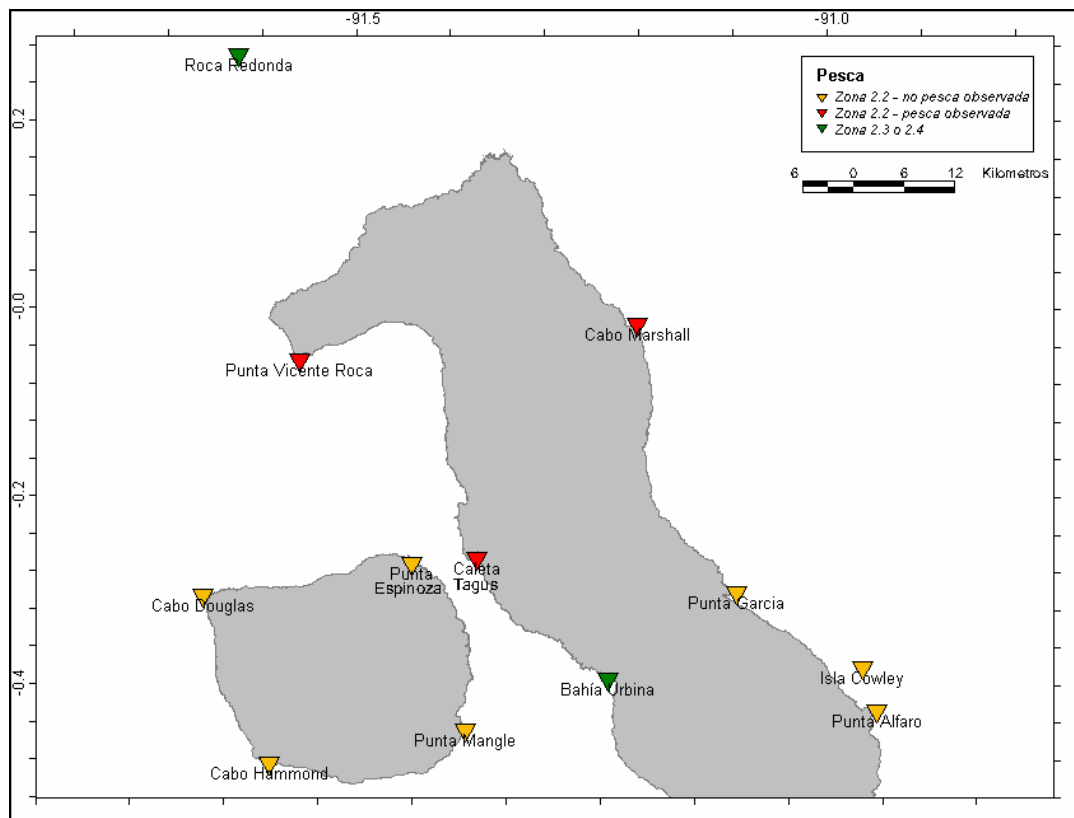 -91.5
-91.0
Roca Redonda
Pesca
Zona 2.2 - no pesca observada
Zona 2.2 - pesca observada
Zona 2.3 o 2.4
6 0 6 12 Kilometros
0.2
-0.0
Cabo Marshall
Punta Vicente Roca
-0.2
Caleta
Tagus
Punta
Espinoza
Cabo Douglas
Punta Garcia
-0.4
Isla Cowley
Bahía Urbina
Punta Alfaro
Punta Mangle
Cabo Hammond